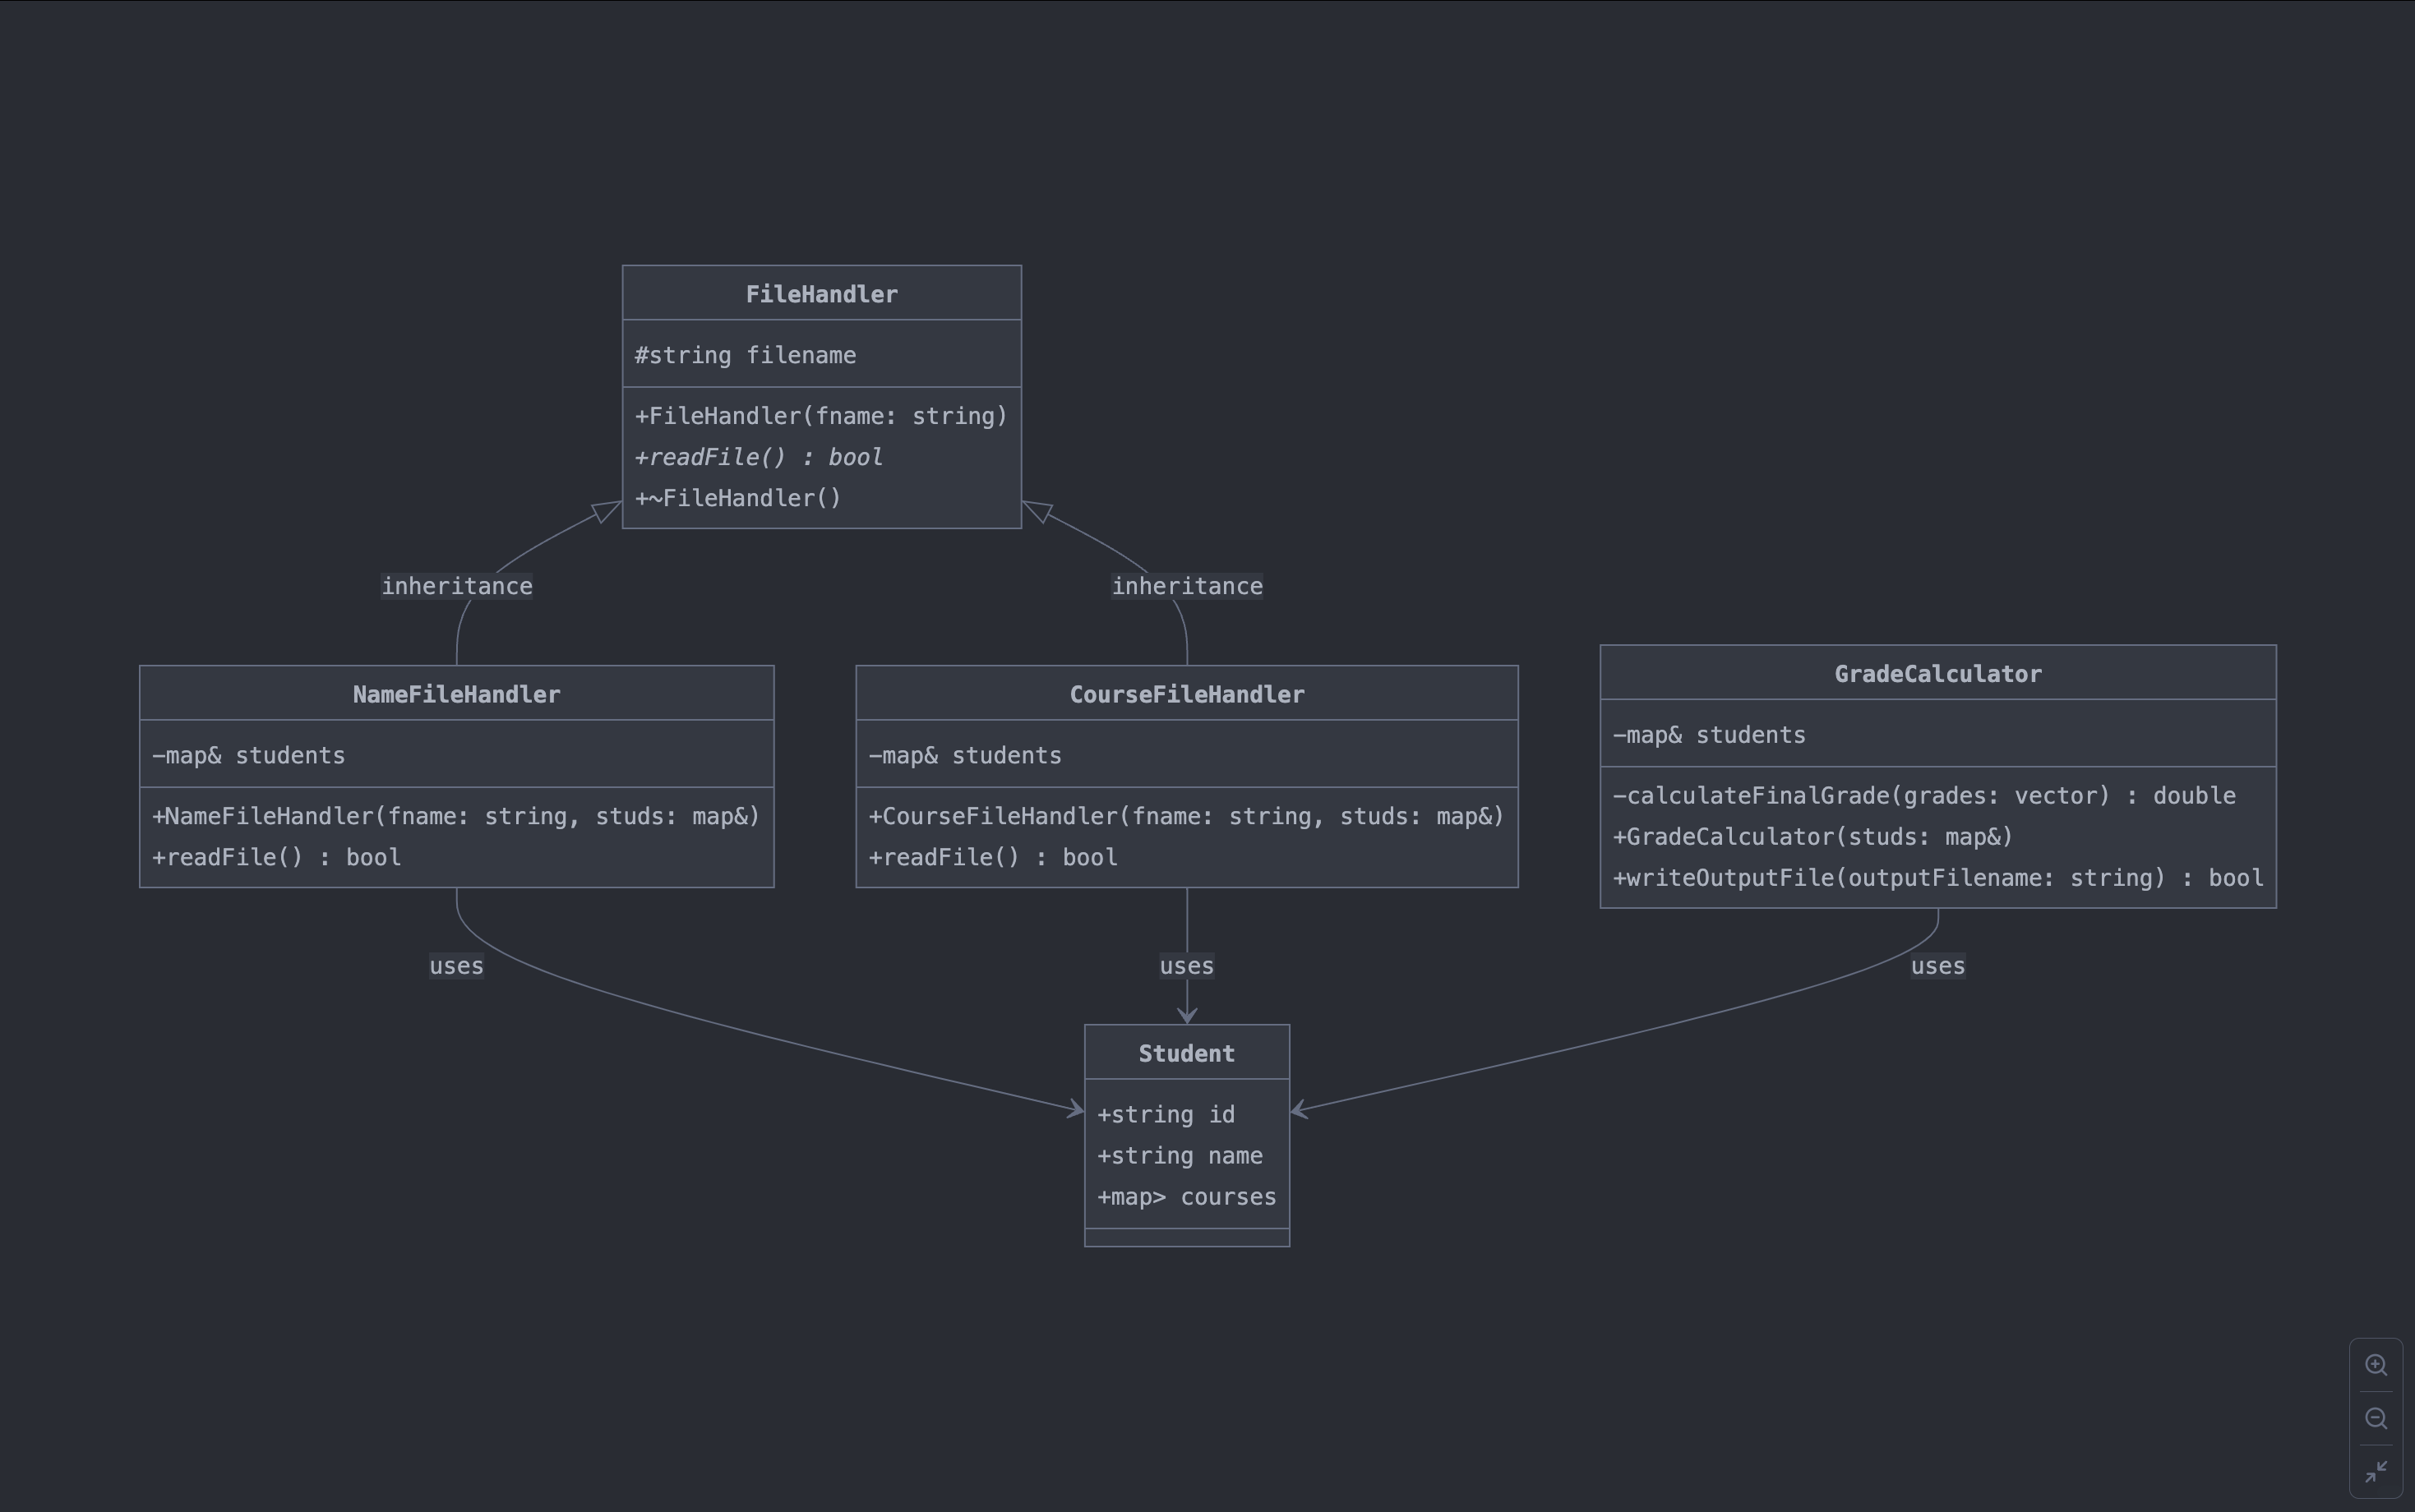 FileHandler
#string filename
+FileHandler(fname: string)
+readFile() : bool
+~FileHandler()
inheritance
inheritance
NameFileHandler
-map& students
+NameFileHandler(fname: string, studs: map&)
+readFile() : bool
CourseFileHandler
-map& students
+CourseFileHandler(fname: string, studs: map&)
+readFile() : bool
GradeCalculator
-map& students
-calculateFinalGrade(grades: vector) : double
+GradeCalculator(studs: map&)
+writeOutputFile(outputFilename: string) : bool
uses
uses
uses
Student
+string id
+string name
+map> courses